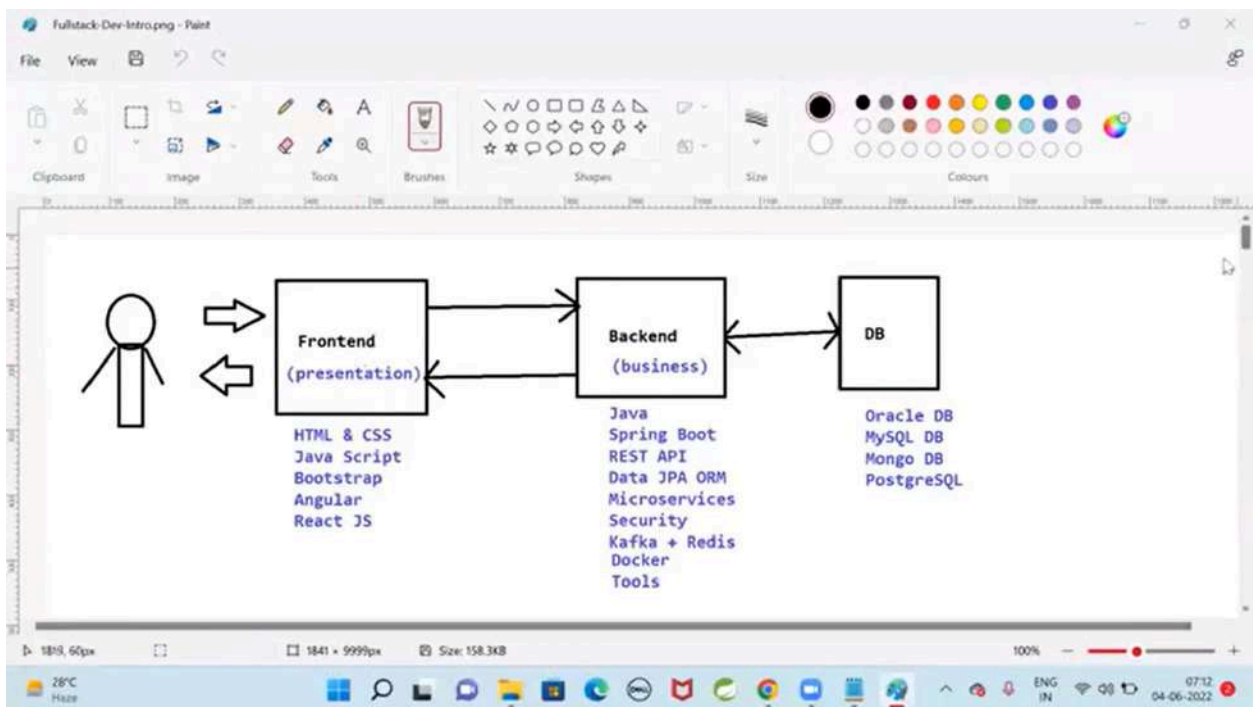 Fullstack-Dev-Intro.png - Paint
File View
Clipboard Image Tools Brushes Shapes Size Colours
Frontend
(presentation)
HTML & CSS
Java Script
Bootstrap
Angular
React JS
Backend
(business)
Java
Spring Boot
REST API
Data JPA ORM
Microservices
Security
Kafka + Redis
Docker
Tools
DB
Oracle DB
MySQL DB
Mongo DB
PostgreSQL
1819, 60px 1841 × 9999px Size: 158.3KB 100%
28°C
Haze
DELL
ENG
IN
07:12
04-06-2022
2